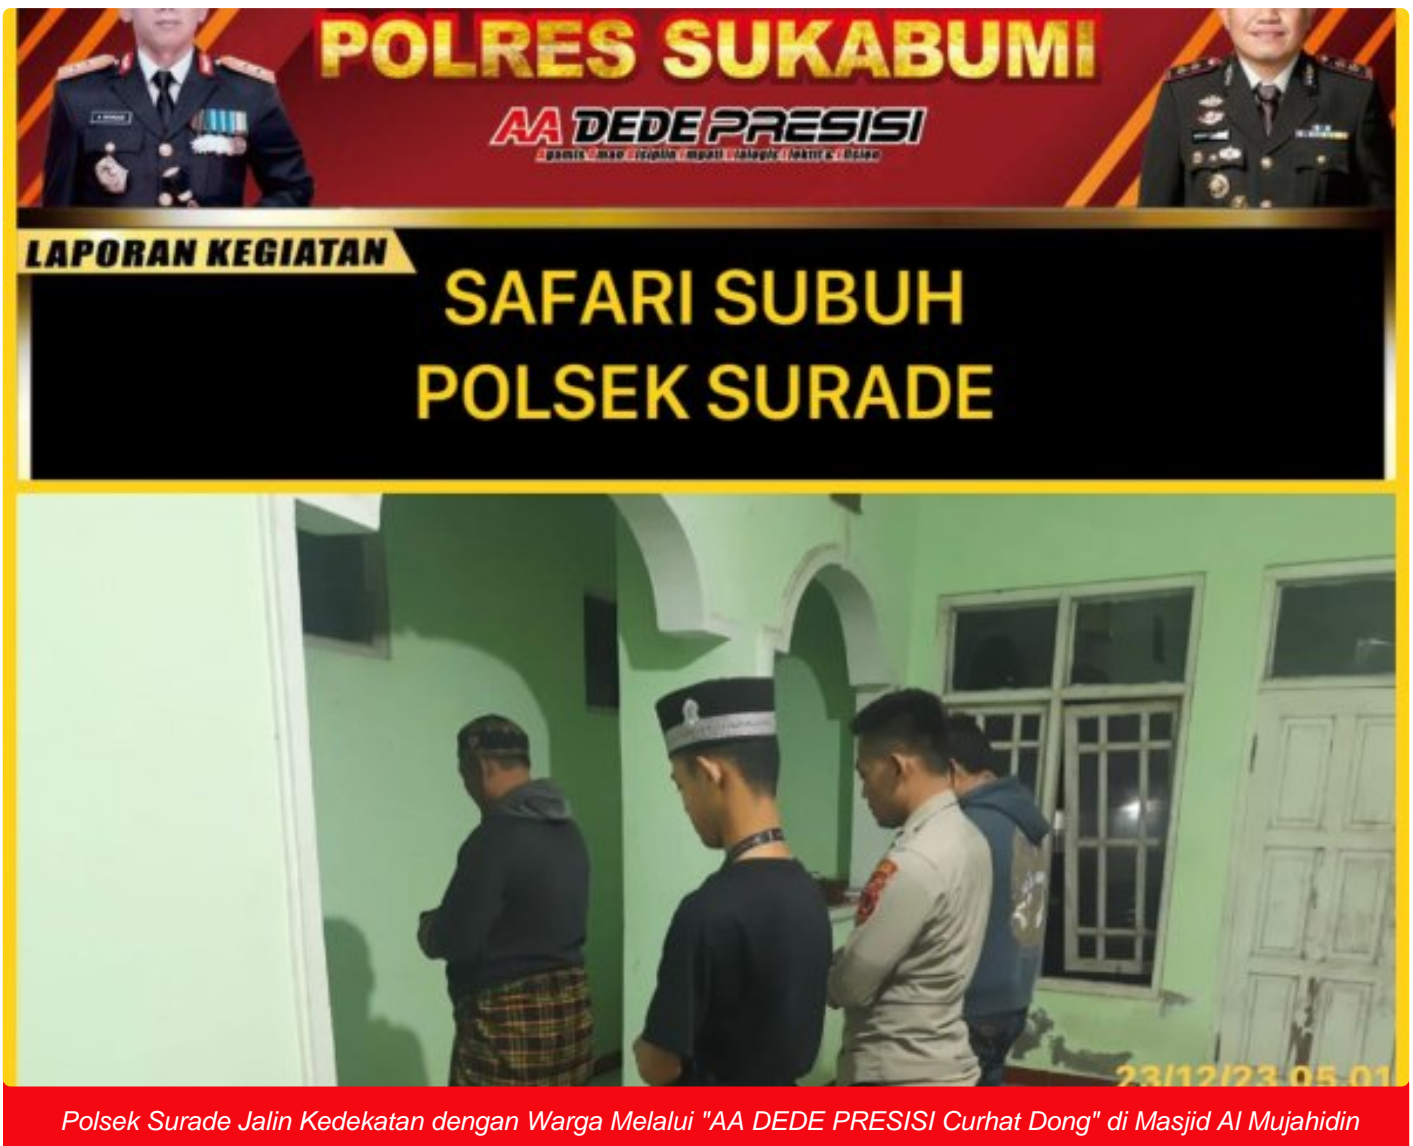 POLRES SUKABUMI
AA DEDE PRESISI
LAPORAN KEGIATAN
SAFARI SUBUH
POLSEK SURADE
23/12/23 05.01
Polsek Surade Jalin Kedekatan dengan Warga Melalui "AA DEDE PRESISI Curhat Dong" di Masjid Al Mujahidin